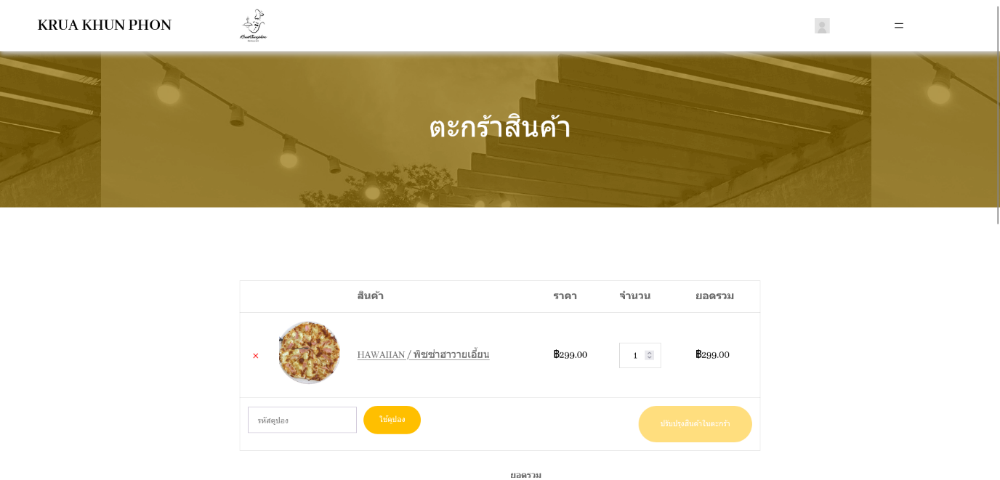 KRUA KHUN PHON
KruaKhunphon
ตะกร้าสินค้า
สินค้า ราคา จำนวน ยอดรวม
× HAWAIIAN / พิซซ่าฮาวายเอี้ยน ฿299.00 1 ฿299.00
รหัสคูปอง ใช้คูปอง ปรับปรุงสินค้าในตะกร้า
ยอดรวม